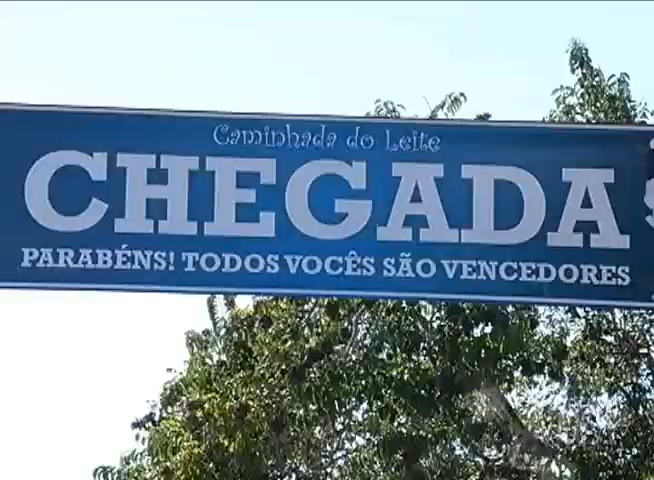 Caminhada do Leite
CHEGADA
PARABÉNS! TODOS VOCÊS SÃO VENCEDORES